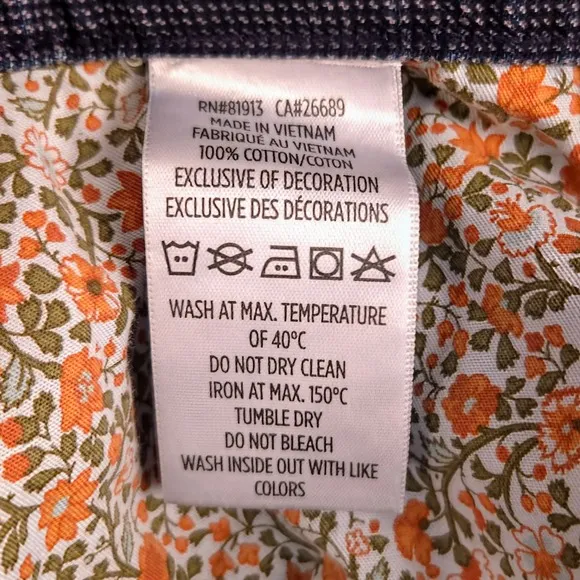 RN#81913 CA#26689
MADE IN VIETNAM
FABRIQUÉ AU VIETNAM
100% COTTON/COTON
EXCLUSIVE OF DECORATION
EXCLUSIVE DES DÉCORATIONS
WASH AT MAX. TEMPERATURE
OF 40°C
DO NOT DRY CLEAN
IRON AT MAX. 150°C
TUMBLE DRY
DO NOT BLEACH
WASH INSIDE OUT WITH LIKE
COLORS